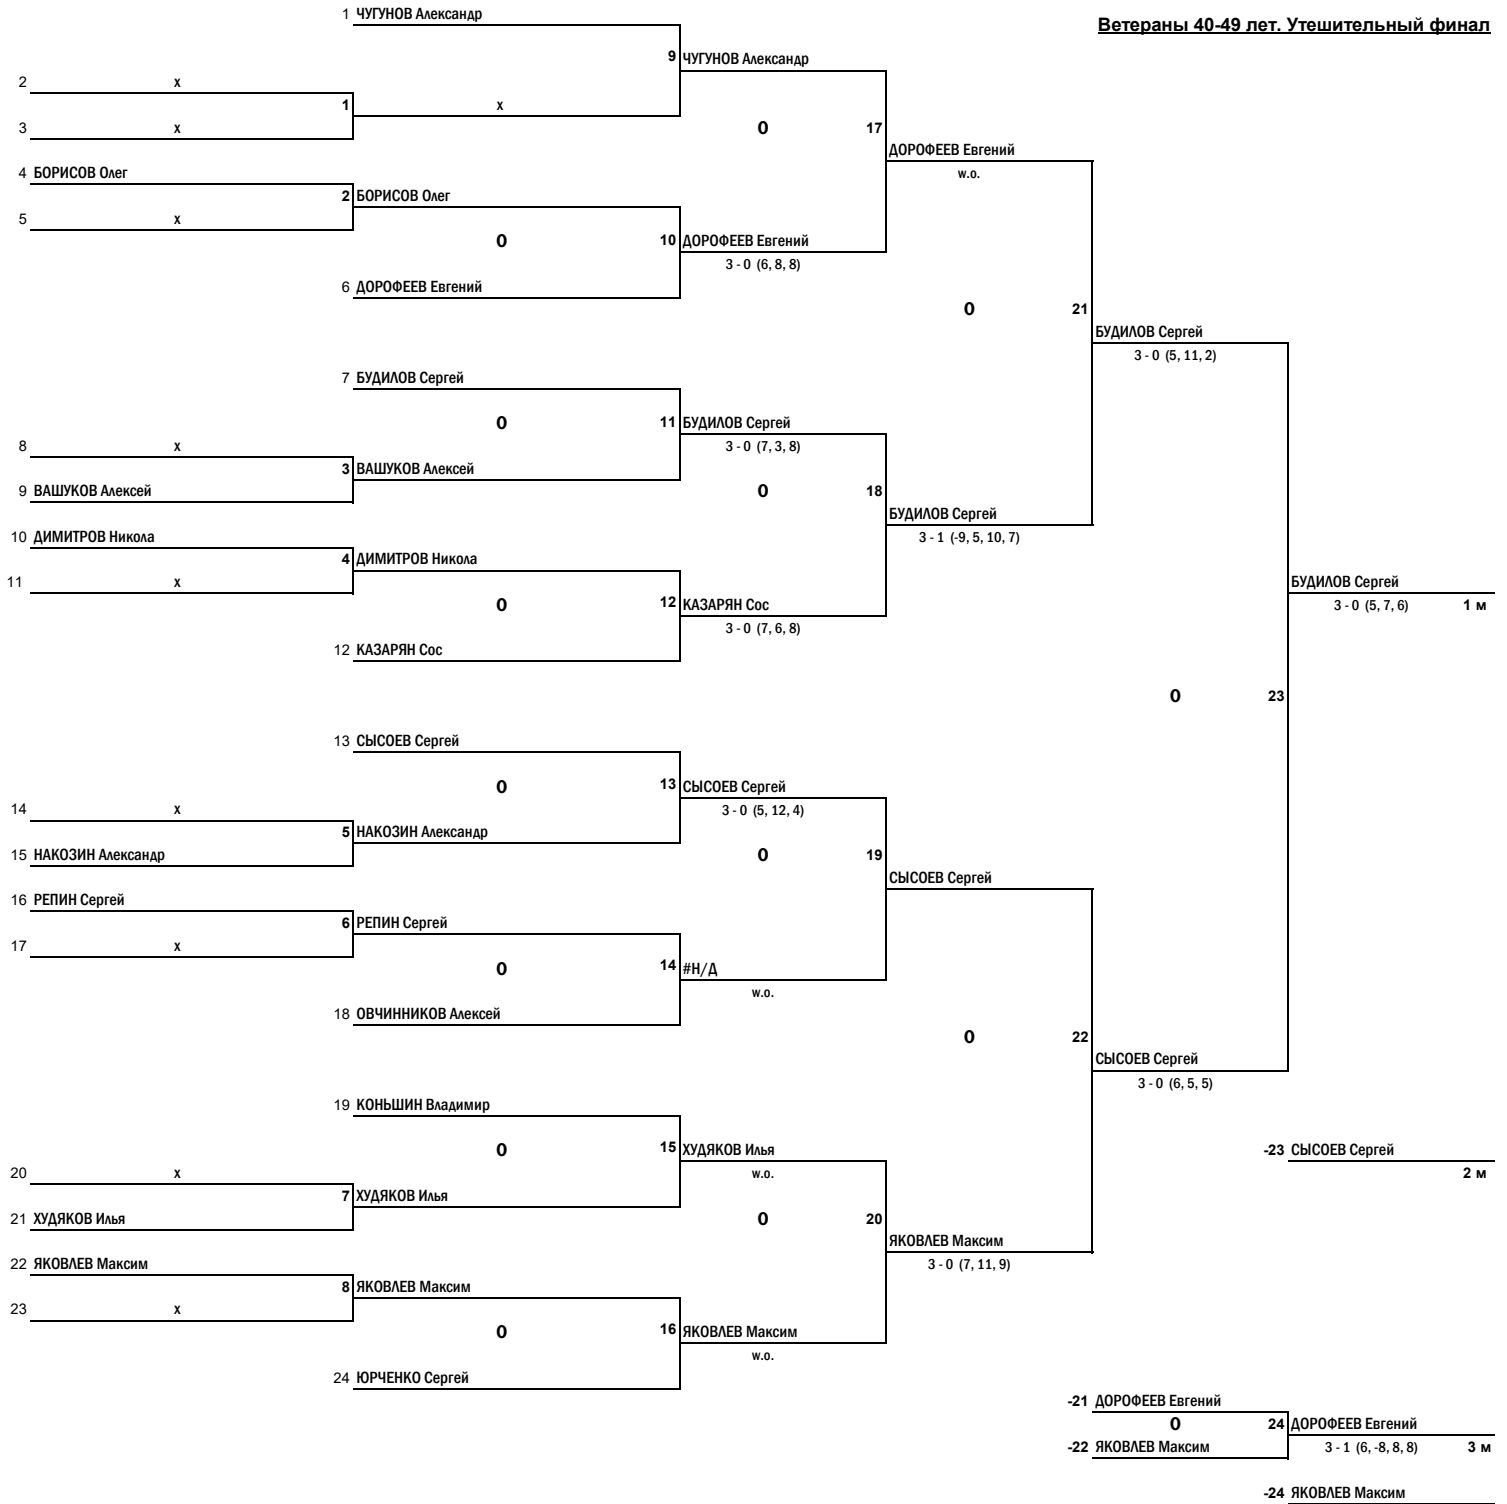 1 ЧУГУНОВ Александр
Ветераны 40-49 лет. Утешительный финал
9 ЧУГУНОВ Александр
2 х
1 х
3 х
0 17
ДОРОФЕЕВ Евгений
w.o.
4 БОРИСОВ Олег
2 БОРИСОВ Олег
5 х
0 10 ДОРОФЕЕВ Евгений
3 - 0 (6, 8, 8)
6 ДОРОФЕЕВ Евгений
0 21
БУДИЛОВ Сергей
3 - 0 (5, 11, 2)
7 БУДИЛОВ Сергей
0 11 БУДИЛОВ Сергей
3 - 0 (7, 3, 8)
8 х
3 ВАШУКОВ Алексей
9 ВАШУКОВ Алексей
0 18
БУДИЛОВ Сергей
3 - 1 (-9, 5, 10, 7)
10 ДИМИТРОВ Никола
4 ДИМИТРОВ Никола
11 х
БУДИЛОВ Сергей
3 - 0 (5, 7, 6) 1 м
0 12 КАЗАРЯН Сос
3 - 0 (7, 6, 8)
12 КАЗАРЯН Сос
0 23
13 СЫСОЕВ Сергей
0 13 СЫСОЕВ Сергей
3 - 0 (5, 12, 4)
14 х
5 НАКОЗИН Александр
15 НАКОЗИН Александр
0 19
СЫСОЕВ Сергей
16 РЕПИН Сергей
6 РЕПИН Сергей
17 х
0 14 #Н/Д
w.o.
18 ОВЧИННИКОВ Алексей
0 22
СЫСОЕВ Сергей
3 - 0 (6, 5, 5)
19 КОНЬШИН Владимир
0 15 ХУДЯКОВ Илья
w.o.
-23 СЫСОЕВ Сергей
2 м
20 х
7 ХУДЯКОВ Илья
21 ХУДЯКОВ Илья
0 20
ЯКОВЛЕВ Максим
3 - 0 (7, 11, 9)
22 ЯКОВЛЕВ Максим
8 ЯКОВЛЕВ Максим
23 х
0 16 ЯКОВЛЕВ Максим
w.o.
24 ЮРЧЕНКО Сергей
-21 ДОРОФЕЕВ Евгений
0 24 ДОРОФЕЕВ Евгений
-22 ЯКОВЛЕВ Максим
3 - 1 (6, -8, 8, 8) 3 м
-24 ЯКОВЛЕВ Максим